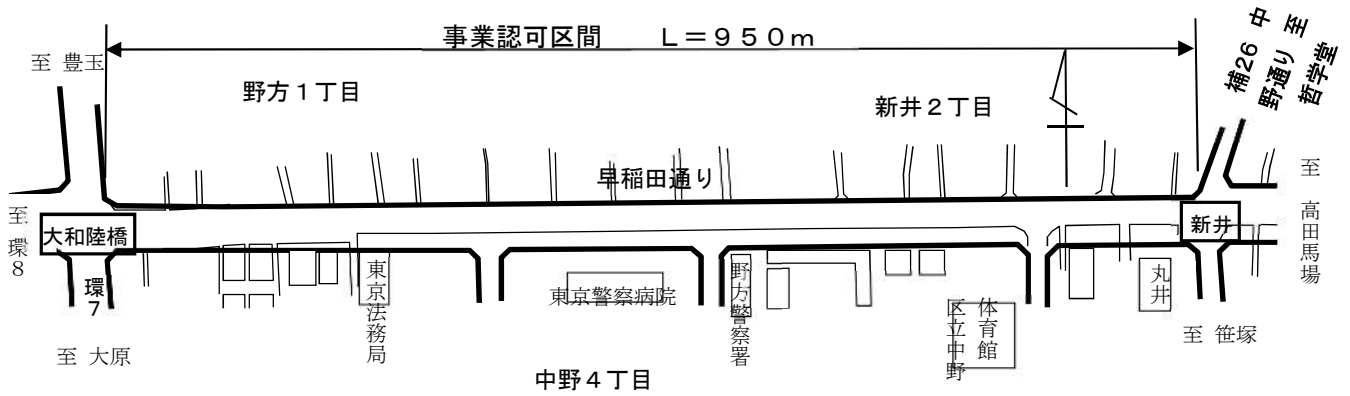 事業認可区間 L=950m
補26 中
野通り 至
哲学堂
至 豊玉
野方1丁目
新井2丁目
早稲田通り
至 環8
大和陸橋
新井
至 高田馬場
環7
東京法務局
東京警察病院
野方警察署
区立中野
体育館
丸井
至 大原
至 笹塚
中野4丁目